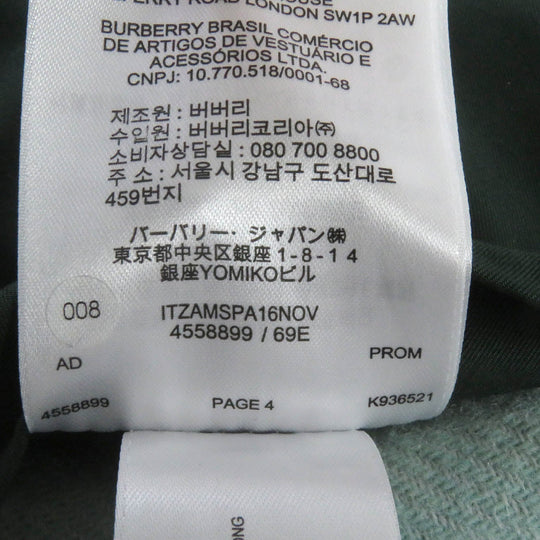 ROAD LONDON SW1P 2AW
BURBERRY BRASIL COMÉRCIO
DE ARTIGOS DE VESTUÁRIO E
ACESSÓRIOS LTDA.
CNPJ: 10.770.518/0001-68
제조원 : 버버리
수입원 : 버버리코리아㈜
소비자상담실 : 080 700 8800
주 소 : 서울시 강남구 도산대로
459번지
バーバリー・ジャパン㈱
東京都中央区銀座1-8-14
銀座YOMIKOビル
008
ITZAMSPA16NOV
4558899 / 69E
AD
PROM
4558899
PAGE 4
K936521